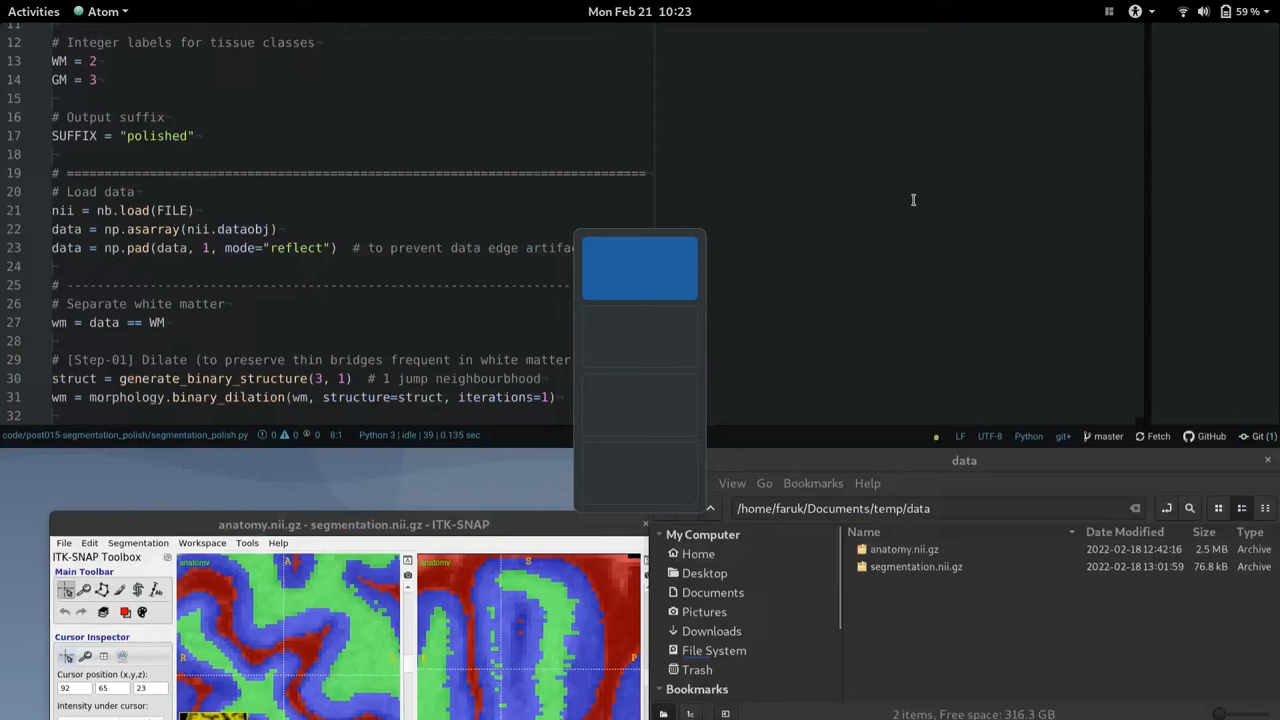 Activities Atom Mon Feb 21 10:23 59 %
11
12 # Integer labels for tissue classes¬
13 WM = 2¬
14 GM = 3¬
15 ¬
16 # Output suffix¬
17 SUFFIX = "polished"¬
18 ¬
19 # =============================================================================
20 # Load data¬
21 nii = nb.load(FILE)¬
22 data = np.asarray(nii.dataobj)¬
23 data = np.pad(data, 1, mode="reflect") # to prevent data edge artifac
24 ¬
25 # -----------------------------------------------------------------------------
26 # Separate white matter¬
27 wm = data == WM¬
28 ¬
29 # [Step-01] Dilate (to preserve thin bridges frequent in white matter
30 struct = generate_binary_structure(3, 1) # 1 jump neighbourbhood¬
31 wm = morphology.binary_dilation(wm, structure=struct, iterations=1)¬
32 ¬
code/post015-segmentation_polish/segmentation_polish.py 0 0 0 8:1 Python 3 | idle | 39 | 0.135 sec LF UTF-8 Python git+ master Fetch GitHub Git (1)
data
View Go Bookmarks Help
/home/faruk/Documents/temp/data
My Computer
Home
Desktop
Documents
Pictures
Downloads
File System
Trash
Bookmarks
Name Size Date Type
anatomy.nii.gz 2022-02-18 12:42:16 2.5 MB Archive
segmentation.nii.gz 2022-02-18 13:01:59 76.8 kB Archive
2 items, Free space: 316.3 GB
anatomy.nii.gz - segmentation.nii.gz - ITK-SNAP
File Edit Segmentation Workspace Tools Help
ITK-SNAP Toolbox
Main Toolbar
Cursor Inspector
Cursor position (x,y,z):
92 65 23
Intensity under cursor:
anatomy
A
R
anatomy
S
P